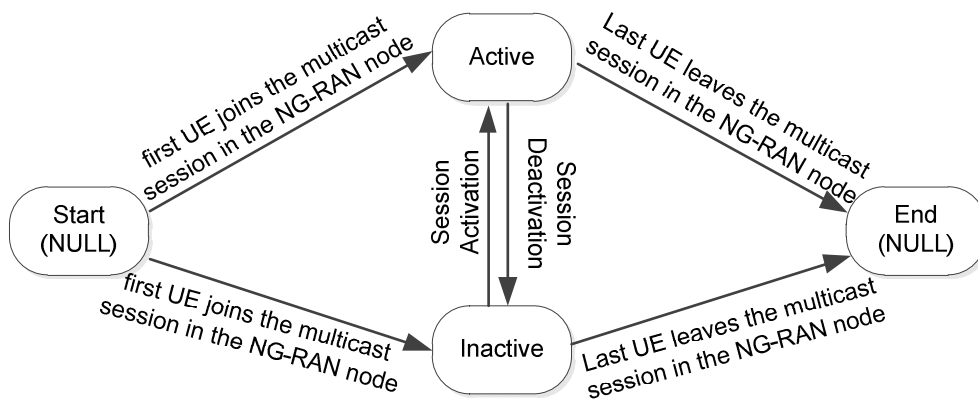 first UE joins the multicast
session in the NG-RAN node
Active
Last UE leaves the multicast
session in the NG-RAN node
Start
(NULL)
Session
Activation
Session
Deactivation
End
(NULL)
first UE joins the multicast
session in the NG-RAN node
Inactive
Last UE leaves the multicast
session in the NG-RAN node